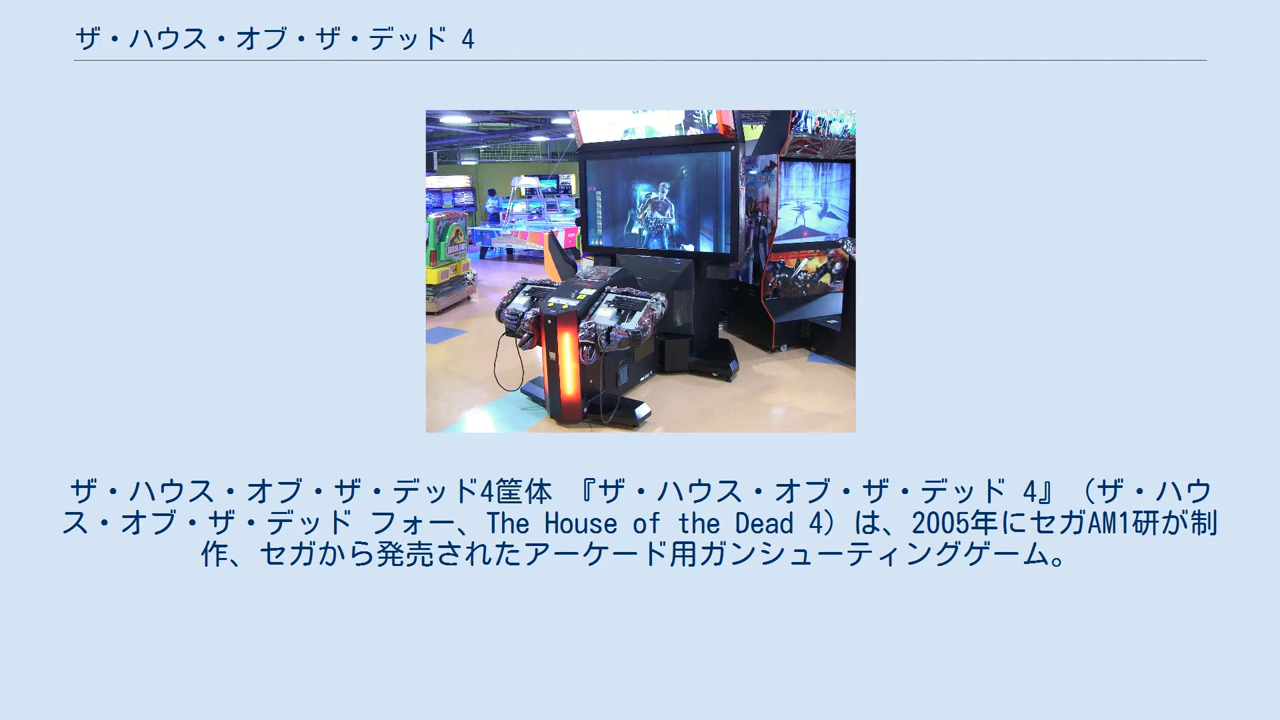 ザ・ハウス・オブ・ザ・デッド 4
ザ・ハウス・オブ・ザ・デッド4筐体 『ザ・ハウス・オブ・ザ・デッド 4』（ザ・ハウ
ス・オブ・ザ・デッド フォー、The House of the Dead 4）は、2005年にセガAM1研が制
作、セガから発売されたアーケード用ガンシューティングゲーム。